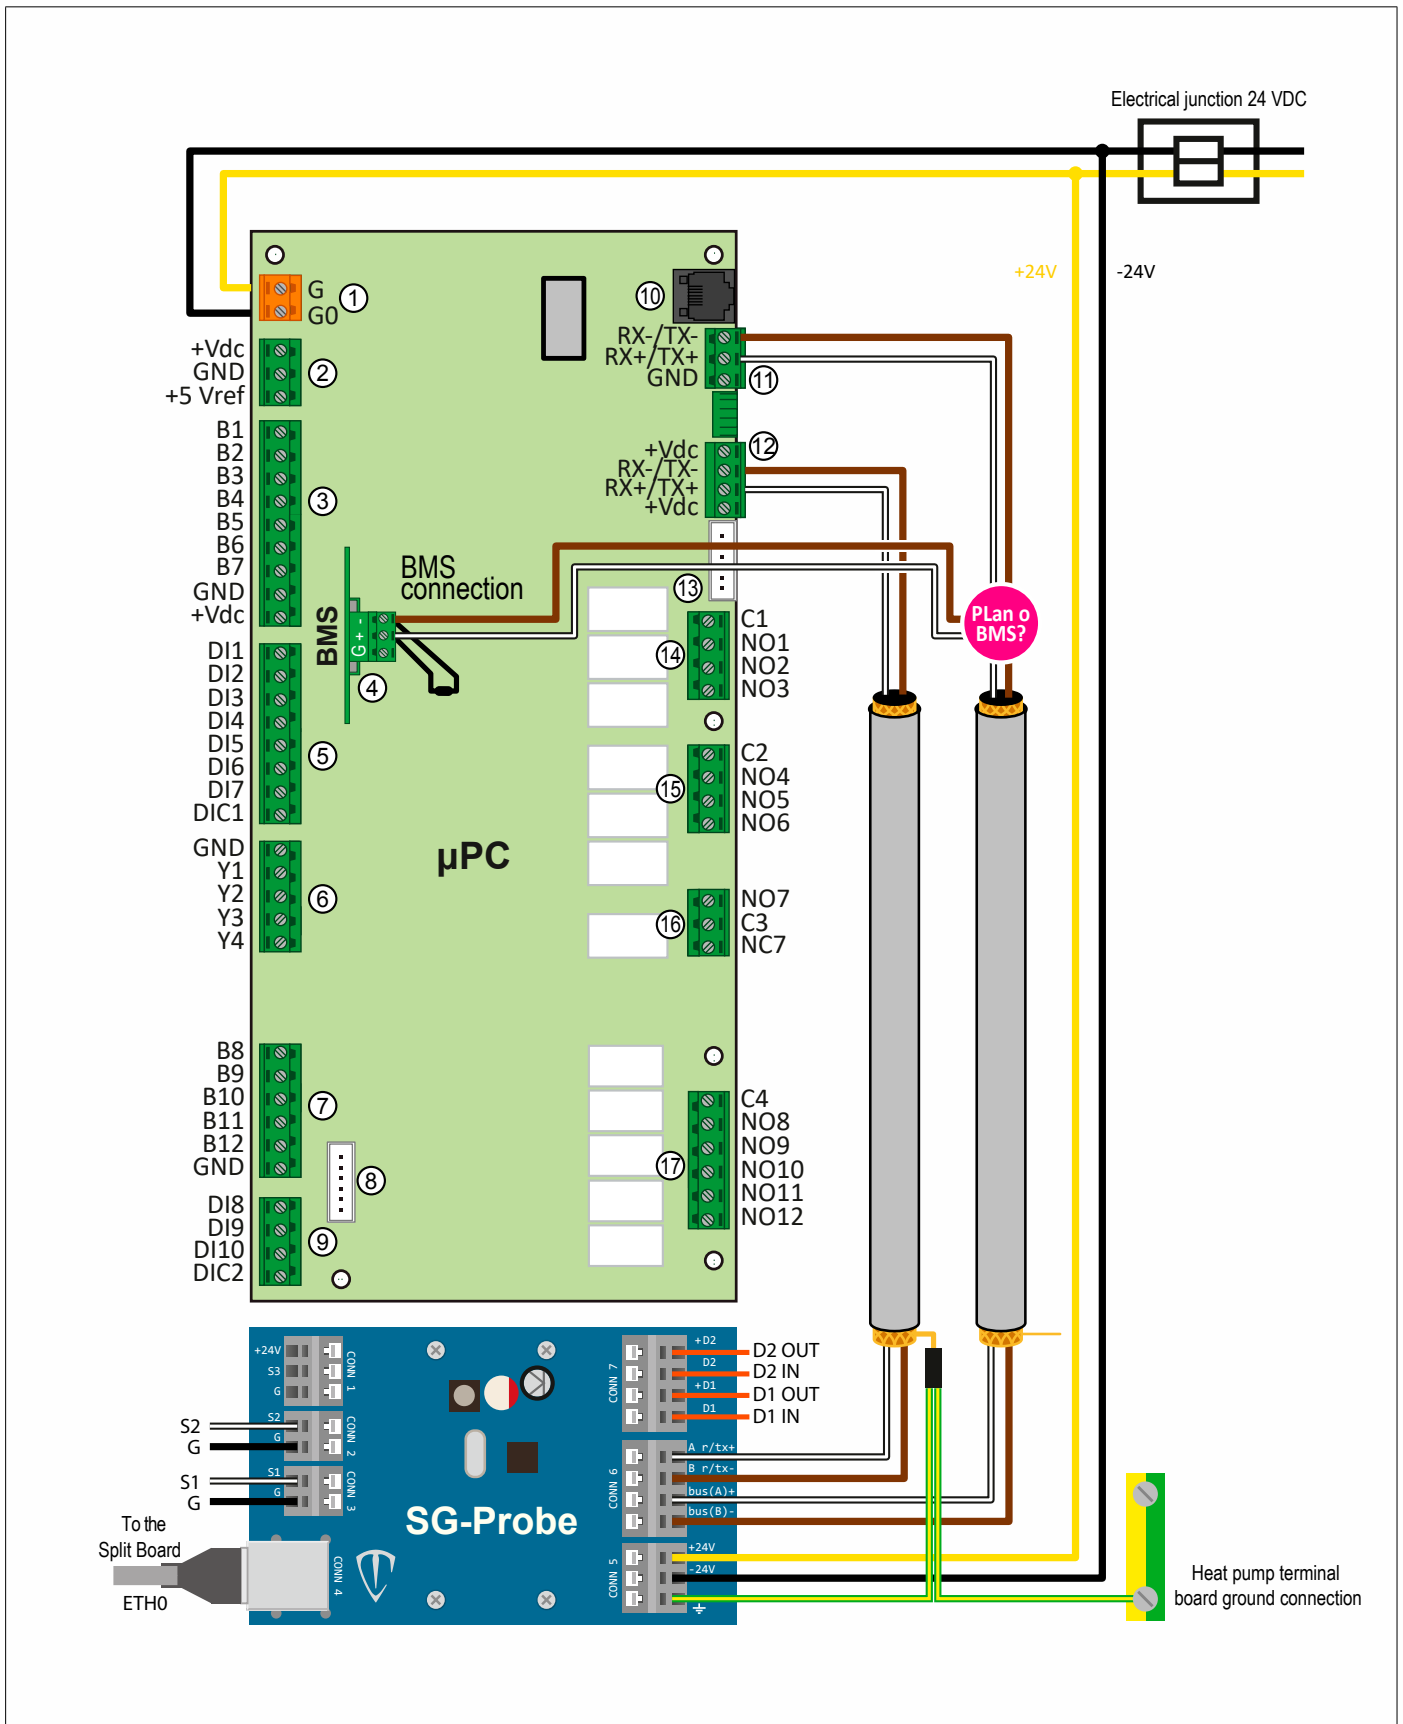 Electrical junction 24 VDC
+24V
-24V
G
G0
1
+Vdc
GND
+5 Vref
2
B1
B2
B3
B4
B5
B6
B7
GND
+Vdc
3
BMS
G + -
4
BMS
connection
DI1
DI2
DI3
DI4
DI5
DI6
DI7
DIC1
5
GND
Y1
Y2
Y3
Y4
6
B8
B9
B10
B11
B12
GND
7
8
DI8
DI9
DI10
DIC2
9
µPC
10
RX-/TX-
RX+/TX+
GND
11
12
+Vdc
RX-/TX-
RX+/TX+
+Vdc
13
PLan o
BMS?
C1
NO1
NO2
NO3
14
C2
NO4
NO5
NO6
15
NO7
C3
NC7
16
C4
NO8
NO9
NO10
NO11
NO12
17
+24V
S3
G
CONN 1
S2
G
S2
G
CONN 2
S1
G
S1
G
CONN 3
To the
Split Board
ETH0
CONN 4
SG-Probe
CONN 7
+D2
D2
+D1
D1
D2 OUT
D2 IN
D1 OUT
D1 IN
CONN 6
A r/tx+
B r/tx-
bus(A)+
bus(B)-
CONN 5
+24V
-24V
Heat pump terminal
board ground connection